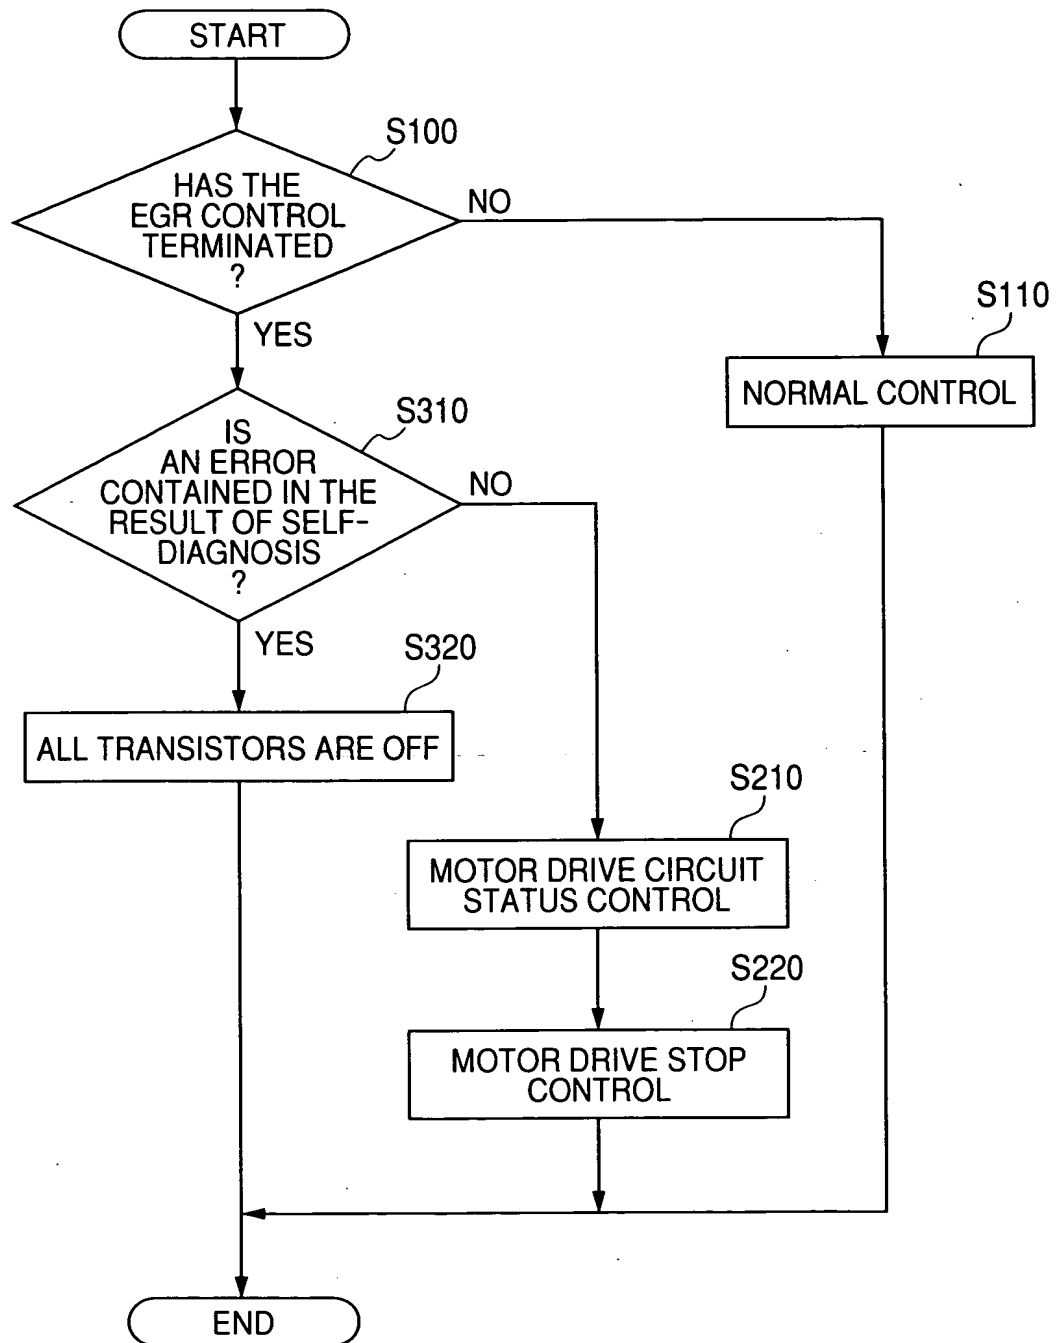 START
S100
HAS THE
EGR CONTROL
TERMINATED
?
NO
YES
S110
NORMAL CONTROL
S310
IS
AN ERROR
CONTAINED IN THE
RESULT OF SELF-
DIAGNOSIS
?
NO
YES
S320
ALL TRANSISTORS ARE OFF
S210
MOTOR DRIVE CIRCUIT
STATUS CONTROL
S220
MOTOR DRIVE STOP
CONTROL
END